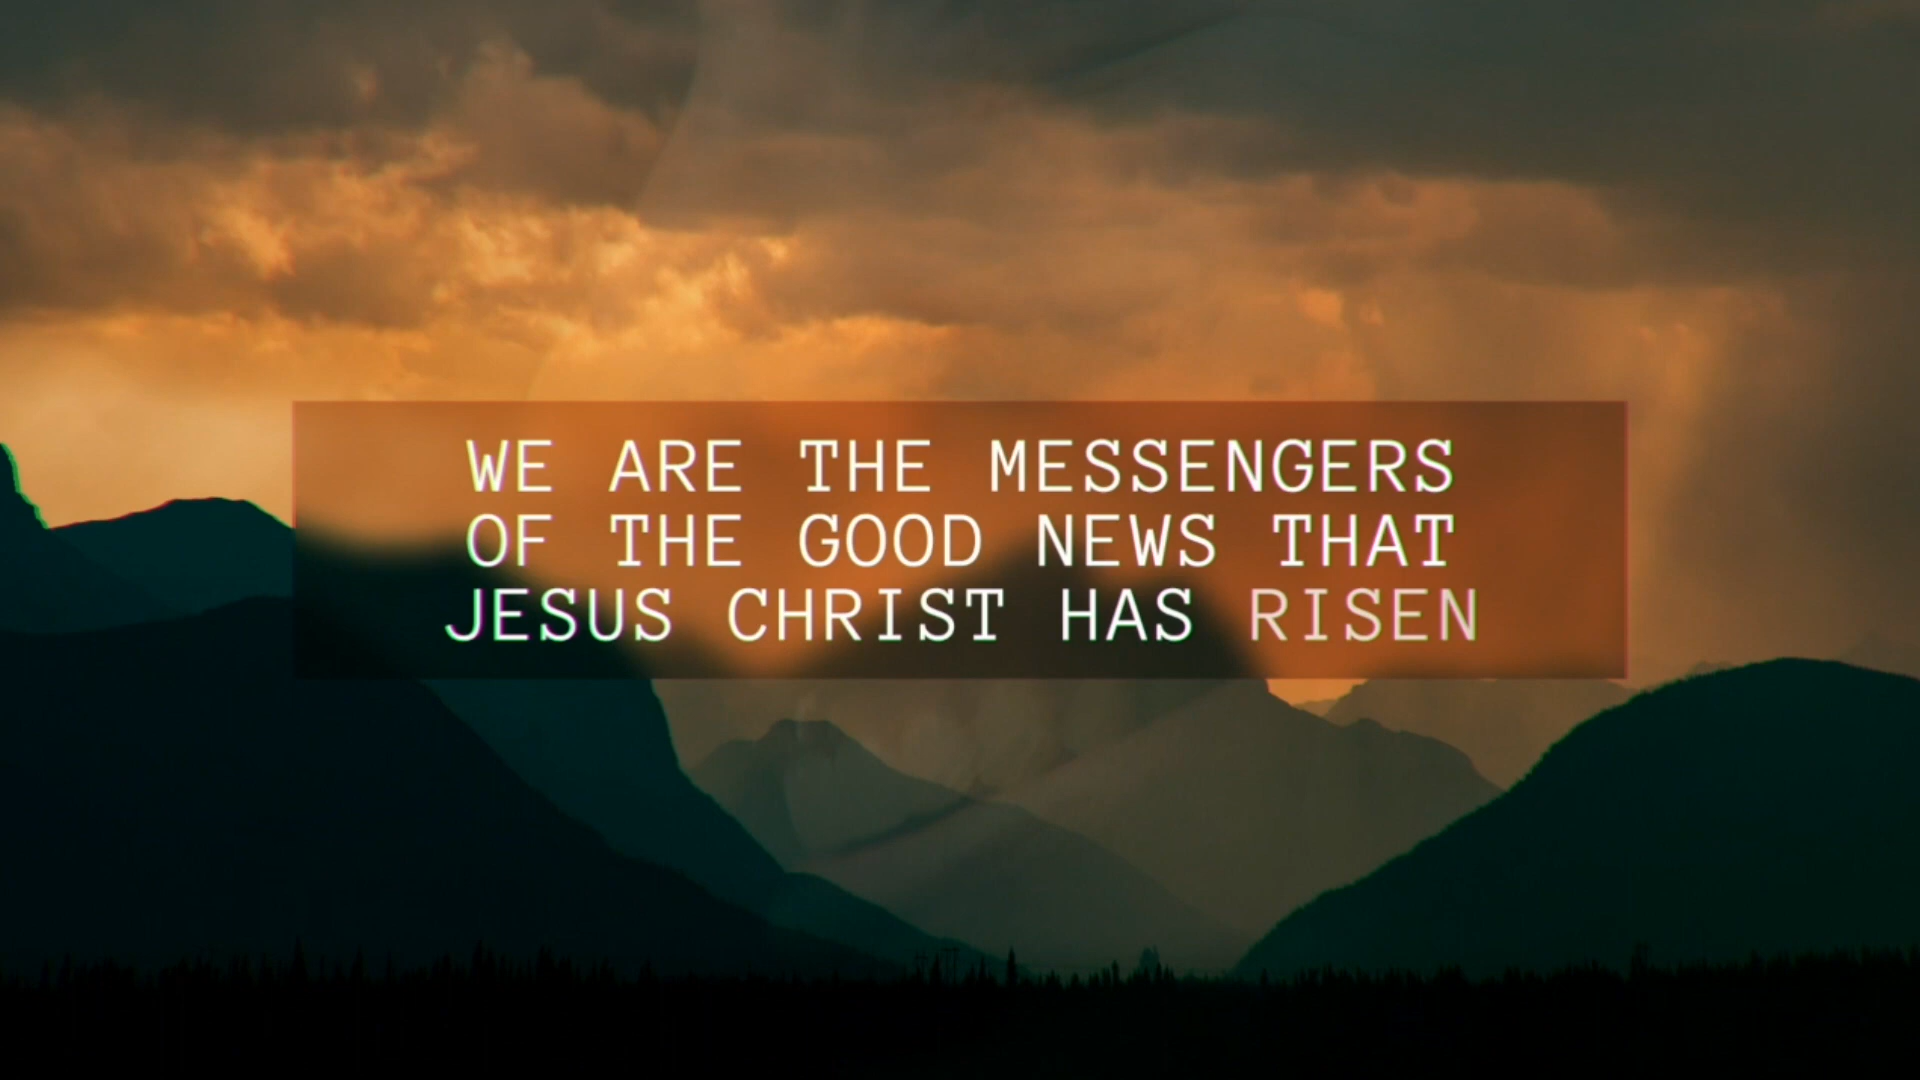 WE ARE THE MESSENGERS
OF THE GOOD NEWS THAT
JESUS CHRIST HAS RISEN